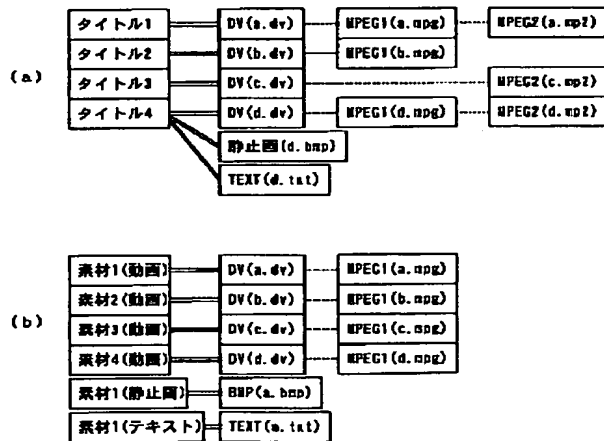 (a)
タイトル1 DV(a.dv) MPEG1(a.mpg) MPEG2(a.mp2)
タイトル2 DV(b.dv) MPEG1(b.mpg)
タイトル3 DV(c.dv) MPEG2(c.mp2)
タイトル4 DV(d.dv) MPEG1(d.mpg) MPEG2(d.mp2)
静止画(d.bmp)
TEXT(d.txt)
(b)
素材1(動画) DV(a.dv) MPEG1(a.mpg)
素材2(動画) DV(b.dv) MPEG1(b.mpg)
素材3(動画) DV(c.dv) MPEG1(c.mpg)
素材4(動画) DV(d.dv) MPEG1(d.mpg)
素材1(静止画) BMP(a.bmp)
素材1(テキスト) TEXT(a.txt)